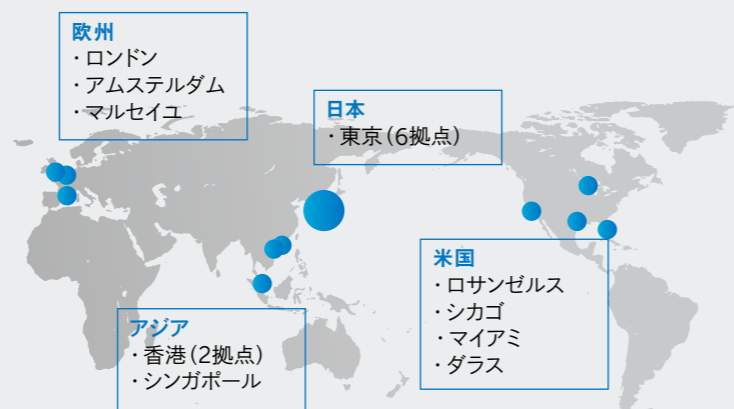 欧州
・ロンドン
・アムステルダム
・マルセイユ
日本
・東京（6拠点）
米国
・ロサンゼルス
・シカゴ
・マイアミ
・ダラス
アジア
・香港（2拠点）
・シンガポール